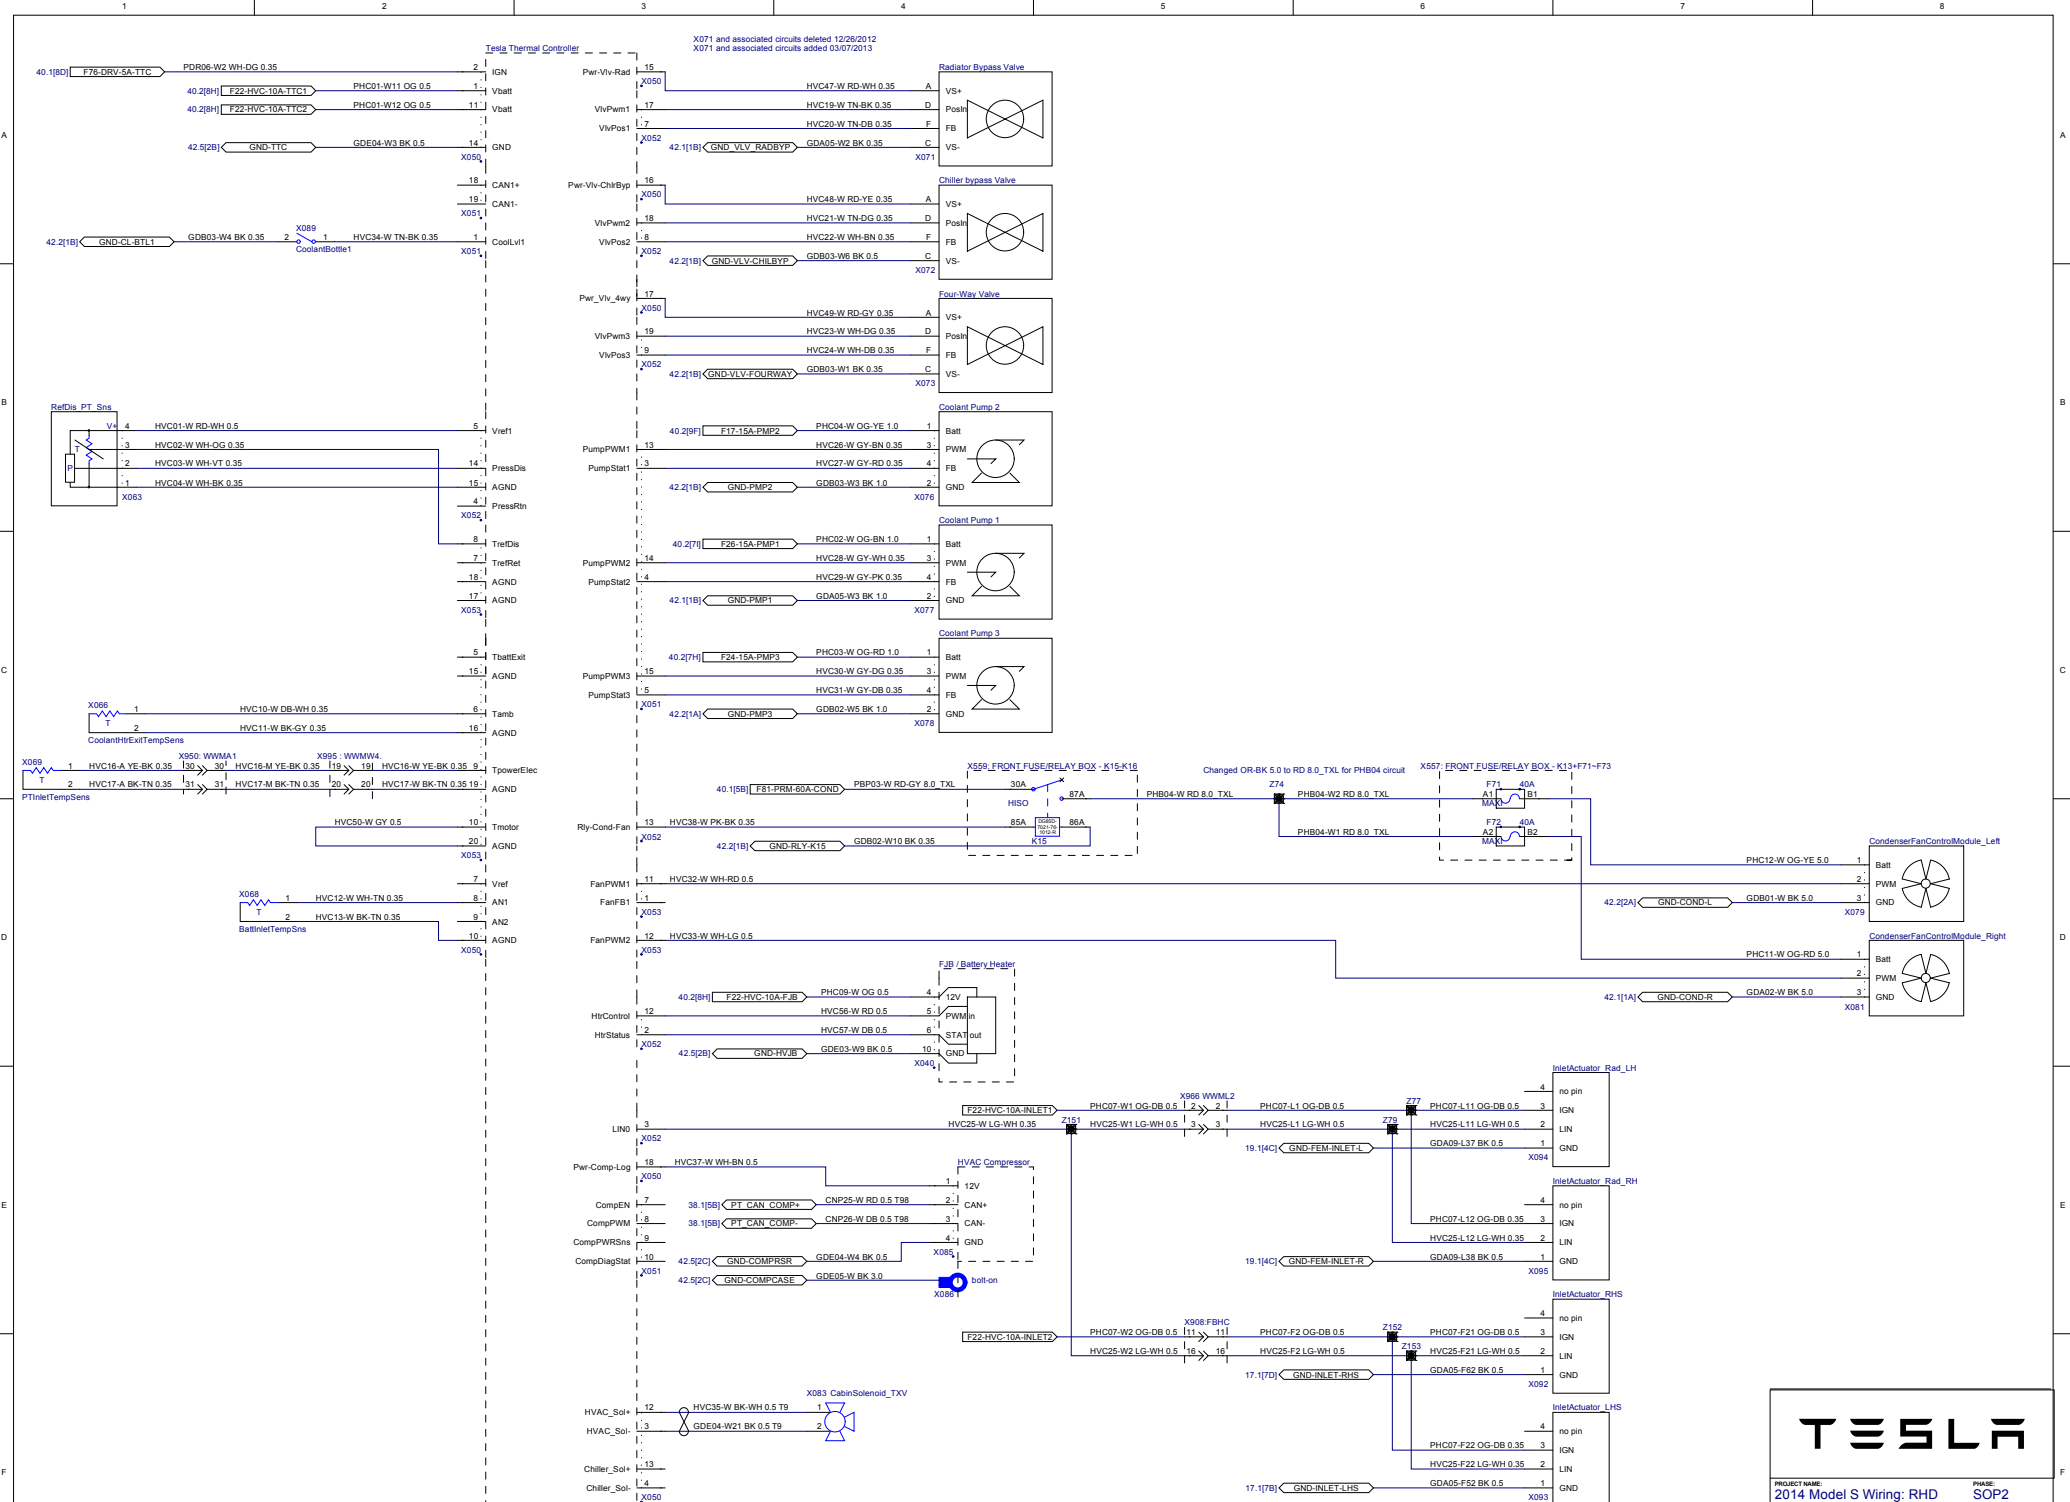 1 2 3 4 5 6 7 8
X071 and associated circuits deleted 12/26/2012
X071 and associated circuits added 03/07/2013
Tesla Thermal Controller
40.1[8D] F76-DRV-5A-TTC PDR06-W2 WH-DG 0.35 2 IGN
40.2[8H] F22-HVC-10A-TTC1 PHC01-W11 OG 0.5 1 Vbatt
40.2[8H] F22-HVC-10A-TTC2 PHC01-W12 OG 0.5 11 Vbatt
42.5[2B] GND-TTC GDE04-W3 BK 0.5 14 GND
X050
18 CAN1+
19 CAN1-
X051
42.2[1B] GND-CL-BTL1 GDB03-W4 BK 0.35 2 X089 1 HVC34-W TN-BK 0.35 1 CoolLvl1
CoolantBottle1
X051
Pwr-Vlv-Rad 15
X050
VlvPwm1 17
VlvPos1 7
X052
Radiator Bypass Valve
HVC47-W RD-WH 0.35 A VS+
HVC19-W TN-BK 0.35 D PosIn
HVC20-W TN-DB 0.35 F FB
42.1[1B] GND_VLV_RADBYP GDA05-W2 BK 0.35 C VS-
X071
Pwr-Vlv-ChlrByp 16
X050
VlvPwm2 18
VlvPos2 8
X052
Chiller bypass Valve
HVC48-W RD-YE 0.35 A VS+
HVC21-W TN-DG 0.35 D PosIn
HVC22-W WH-BN 0.35 F FB
42.2[1B] GND-VLV-CHILBYP GDB03-W6 BK 0.5 C VS-
X072
Pwr_Vlv_4wy 17
X050
VlvPwm3 19
VlvPos3 9
X052
Four-Way Valve
HVC49-W RD-GY 0.35 A VS+
HVC23-W WH-DG 0.35 D PosIn
HVC24-W WH-DB 0.35 F FB
42.2[1B] GND-VLV-FOURWAY GDB03-W1 BK 0.35 C VS-
X073
RefDis_PT_Sns
V+ 4 HVC01-W RD-WH 0.5 5 Vref1
T 3 HVC02-W WH-OG 0.35
P 2 HVC03-W WH-VT 0.35 14 PressDis
1 HVC04-W WH-BK 0.35 15 AGND
X063
4 PressRtn
X052
8 TrefDis
7 TrefRet
18 AGND
17 AGND
X053
Coolant Pump 2
40.2[9F] F17-15A-PMP2 PHC04-W OG-YE 1.0 1 Batt
PumpPWM1 13 HVC26-W GY-BN 0.35 3 PWM
PumpStat1 3 HVC27-W GY-RD 0.35 4 FB
42.2[1B] GND-PMP2 GDB03-W3 BK 1.0 2 GND
X076
Coolant Pump 1
40.2[7I] F26-15A-PMP1 PHC02-W OG-BN 1.0 1 Batt
PumpPWM2 14 HVC28-W GY-WH 0.35 3 PWM
PumpStat2 4 HVC29-W GY-PK 0.35 4 FB
42.1[1B] GND-PMP1 GDA05-W3 BK 1.0 2 GND
X077
Coolant Pump 3
40.2[7H] F24-15A-PMP3 PHC03-W OG-RD 1.0 1 Batt
PumpPWM3 15 HVC30-W GY-DG 0.35 3 PWM
PumpStat3 5 HVC31-W GY-DB 0.35 4 FB
X051
42.2[1A] GND-PMP3 GDB02-W5 BK 1.0 2 GND
X078
5 TbattExit
15 AGND
X066
T 1 HVC10-W DB-WH 0.35 6 Tamb
2 HVC11-W BK-GY 0.35 16 AGND
CoolantHtrExitTempSens
X069 X950: WWMA1 X995 : WWMW4.
T 1 HVC16-A YE-BK 0.35 30 30 HVC16-M YE-BK 0.35 19 19 HVC16-W YE-BK 0.35 9 TpowerElec
2 HVC17-A BK-TN 0.35 31 31 HVC17-M BK-TN 0.35 20 20 HVC17-W BK-TN 0.35 19 AGND
PTInletTempSens
HVC50-W GY 0.5 10 Tmotor
20 AGND
X053
7 Vref
X068
T 1 HVC12-W WH-TN 0.35 8 AN1
9 AN2
2 HVC13-W BK-TN 0.35 10 AGND
BattInletTempSns
X050
X559: FRONT FUSE/RELAY BOX - K15-K16
40.1[5B] F81-PRM-60A-COND PBP03-W RD-GY 8.0_TXL 30A
HISO 87A PHB04-W RD 8.0_TXL
Rly-Cond-Fan 13 HVC38-W PK-BK 0.35 85A 86A
X052
K15
42.2[1B] GND-RLY-K15 GDB02-W10 BK 0.35
Changed OR-BK 5.0 to RD 8.0_TXL for PHB04 circuit
Z74
PHB04-W2 RD 8.0_TXL
PHB04-W1 RD 8.0_TXL
X557: FRONT FUSE/RELAY BOX - K13+F71~F73
F71 40A
A1 MAXI B1
F72 40A
A2 MAXI B2
CondenserFanControlModule_Left
PHC12-W OG-YE 5.0 1 Batt
2 PWM
42.2[2A] GND-COND-L GDB01-W BK 5.0 3 GND
X079
FanPWM1 11 HVC32-W WH-RD 0.5
FanFB1 1
X053
FanPWM2 12 HVC33-W WH-LG 0.5
X053
CondenserFanControlModule_Right
PHC11-W OG-RD 5.0 1 Batt
2 PWM
42.1[1A] GND-COND-R GDA02-W BK 5.0 3 GND
X081
FJB / Battery Heater
40.2[8H] F22-HVC-10A-FJB PHC09-W OG 0.5 4 12V
HtrControl 12 HVC56-W RD 0.5 5 PWM in
HtrStatus 2 HVC57-W DB 0.5 6 STAT out
X052
42.5[2B] GND-HVJB GDE03-W9 BK 0.5 10 GND
X040
LIN0 3 HVC25-W LG-WH 0.35 Z151
X052
F22-HVC-10A-INLET1 PHC07-W1 OG-DB 0.5 X966 WWML2 2 2 PHC07-L1 OG-DB 0.5 Z77 PHC07-L11 OG-DB 0.5
HVC25-W1 LG-WH 0.5 3 3 HVC25-L1 LG-WH 0.5 Z79 HVC25-L11 LG-WH 0.5
19.1[4C] GND-FEM-INLET-L GDA09-L37 BK 0.5
InletActuator_Rad_LH
4 no pin
3 IGN
2 LIN
1 GND
X094
Pwr-Comp-Log 18 HVC37-W WH-BN 0.5
X050
CompEN 7
CompPWM 8
CompPWRSns 9
CompDiagStat 10
X051
HVAC Compressor
1 12V
38.1[5B] PT_CAN_COMP+ CNP25-W RD 0.5 T98 2 CAN+
38.1[5B] PT_CAN_COMP- CNP26-W DB 0.5 T98 3 CAN-
4 GND
X085
42.5[2C] GND-COMPRSR GDE04-W4 BK 0.5
42.5[2C] GND-COMPCASE GDE05-W BK 3.0 bolt-on
X086
InletActuator_Rad_RH
4 no pin
PHC07-L12 OG-DB 0.35 3 IGN
HVC25-L12 LG-WH 0.35 2 LIN
19.1[4C] GND-FEM-INLET-R GDA09-L38 BK 0.5 1 GND
X095
InletActuator_RHS
4 no pin
F22-HVC-10A-INLET2 PHC07-W2 OG-DB 0.5 X908:FBHC 11 11 PHC07-F2 OG-DB 0.5 Z152 PHC07-F21 OG-DB 0.5 3 IGN
HVC25-W2 LG-WH 0.5 16 16 HVC25-F2 LG-WH 0.5 Z153 HVC25-F21 LG-WH 0.5 2 LIN
17.1[7D] GND-INLET-RHS GDA05-F62 BK 0.5 1 GND
X092
X083 CabinSolenoid_TXV
HVAC_Sol+ 12 HVC35-W BK-WH 0.5 T9 1
HVAC_Sol- 3 GDE04-W21 BK 0.5 T9 2
Chiller_Sol+ 13
Chiller_Sol- 4
X050
InletActuator_LHS
4 no pin
PHC07-F22 OG-DB 0.35 3 IGN
HVC25-F22 LG-WH 0.35 2 LIN
17.1[7B] GND-INLET-LHS GDA05-F52 BK 0.5 1 GND
X093
A B C D E F
A B C D E F
TESLA
PROJECT NAME: PHASE:
2014 Model S Wiring: RHD SOP2